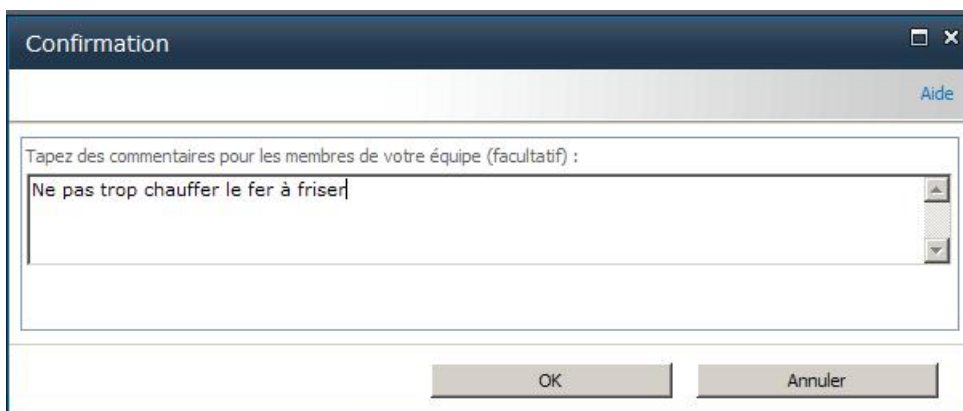 Confirmation
Aide
Tapez des commentaires pour les membres de votre équipe (facultatif) :
Ne pas trop chauffer le fer à friser
OK Annuler